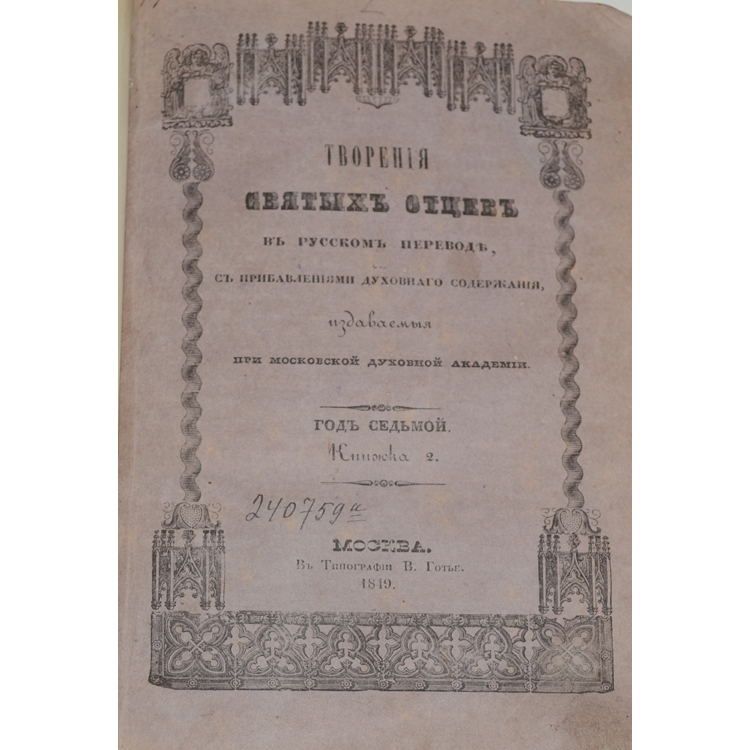 ТВОРЕНІЯ
СВЯТЫХЪ ОТЦЕВЪ
ВЪ РУССКОМЪ ПЕРЕВОДѢ,
СЪ ПРИБАВЛЕНІЯМИ ДУХОВНАГО СОДЕРЖАНІЯ,
издаваемыя
ПРИ МОСКОВСКОЙ ДУХОВНОЙ АКАДЕМІИ.
ГОДЪ СЕДЬМОЙ.
Книжка 2.
240759
МОСКВА.
Въ Типографіи В. Готье.
1849.